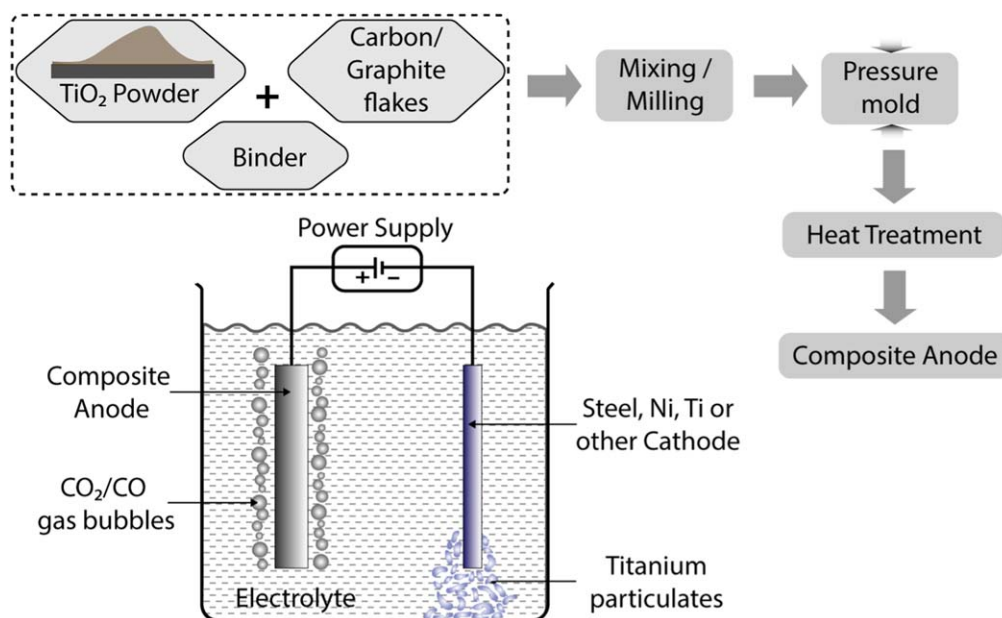 TiO₂ Powder
+
Carbon/
Graphite
flakes
Binder
Mixing /
Milling
Pressure
mold
Heat Treatment
Composite Anode
Power Supply
+ −
Composite
Anode
CO₂/CO
gas bubbles
Electrolyte
Steel, Ni, Ti or
other Cathode
Titanium
particulates